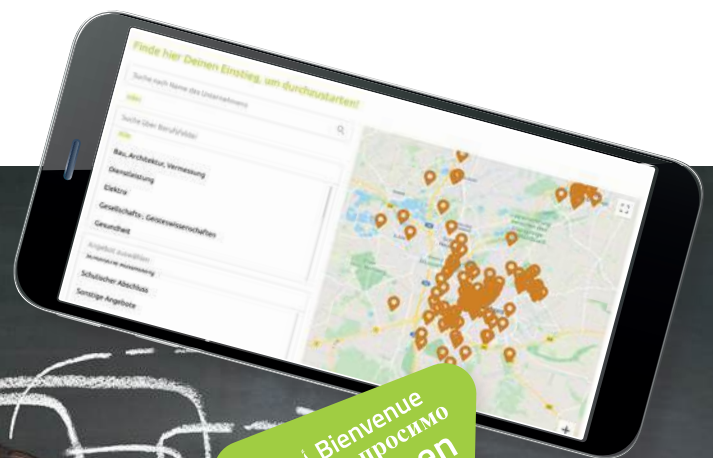 Finde hier Deinen Einstieg, um durchzustarten!
Suche nach Name des Unternehmens
Suche über Berufsfelder
Bau, Architektur, Vermessung
Dienstleistung
Elektro
Gesellschafts-, Geisteswissenschaften
Gesundheit
Angebot auswählen
Schulischer Abschluss
Sonstige Angebote
Bienvenue